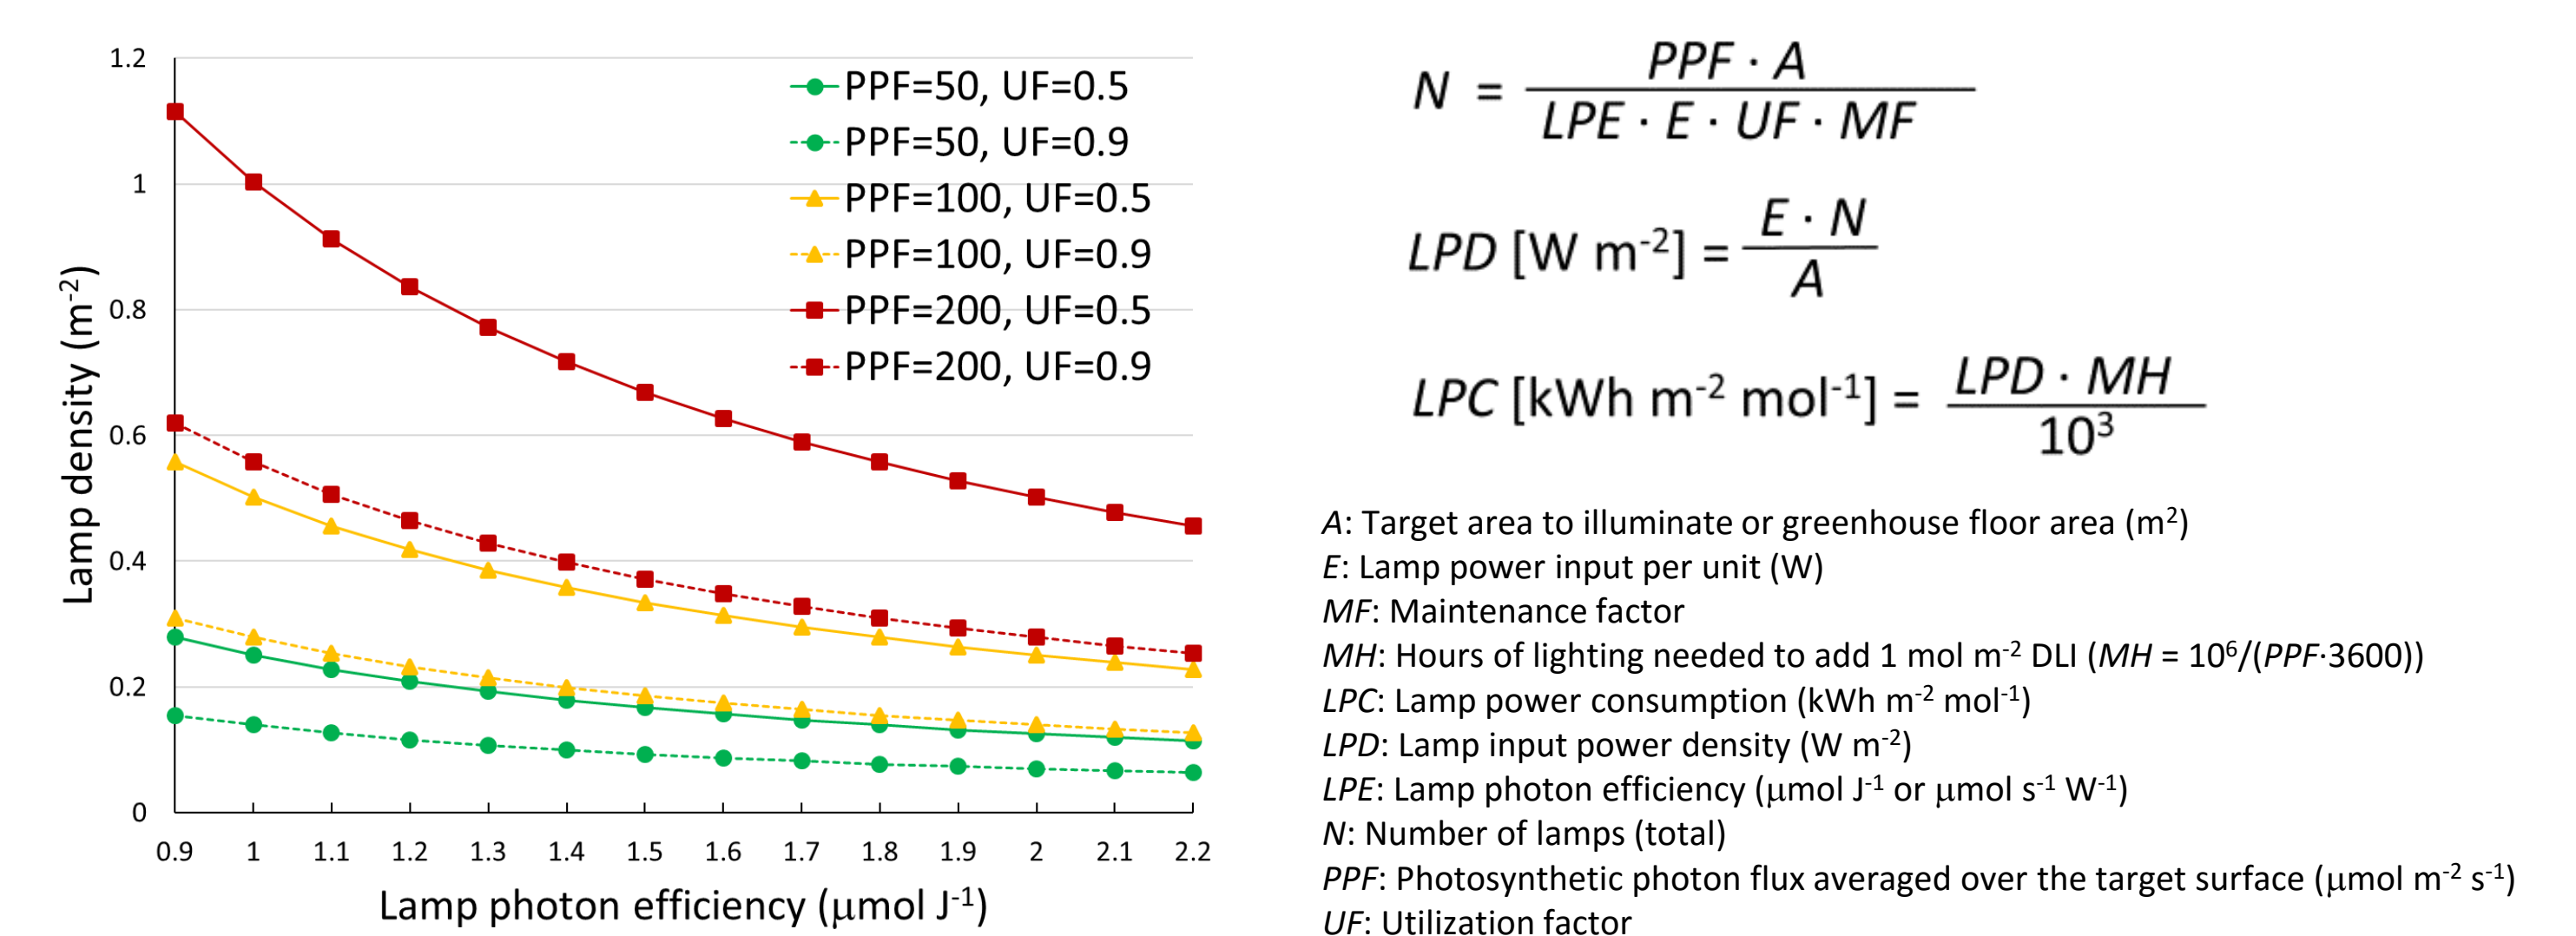 1.2
1
0.8
0.6
0.4
0.2
0
Lamp density (m⁻²)
0.9 1 1.1 1.2 1.3 1.4 1.5 1.6 1.7 1.8 1.9 2 2.1 2.2
Lamp photon efficiency (μmol J⁻¹)
PPF=50, UF=0.5
PPF=50, UF=0.9
PPF=100, UF=0.5
PPF=100, UF=0.9
PPF=200, UF=0.5
PPF=200, UF=0.9
N = PPF · A
LPE · E · UF · MF
LPD [W m⁻²] = E · N
A
LPC [kWh m⁻² mol⁻¹] = LPD · MH
10³
A: Target area to illuminate or greenhouse floor area (m²)
E: Lamp power input per unit (W)
MF: Maintenance factor
MH: Hours of lighting needed to add 1 mol m⁻² DLI (MH = 10⁶/(PPF·3600))
LPC: Lamp power consumption (kWh m⁻² mol⁻¹)
LPD: Lamp input power density (W m⁻²)
LPE: Lamp photon efficiency (μmol J⁻¹ or μmol s⁻¹ W⁻¹)
N: Number of lamps (total)
PPF: Photosynthetic photon flux averaged over the target surface (μmol m⁻² s⁻¹)
UF: Utilization factor